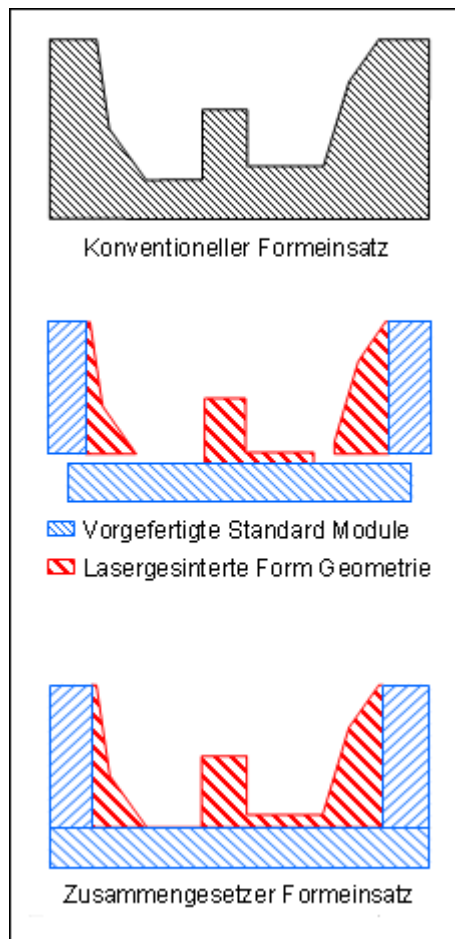 Konventioneller Formeinsatz
Vorgefertigte Standard Module
Lasergesinterte Form Geometrie
Zusammengesetzer Formeinsatz